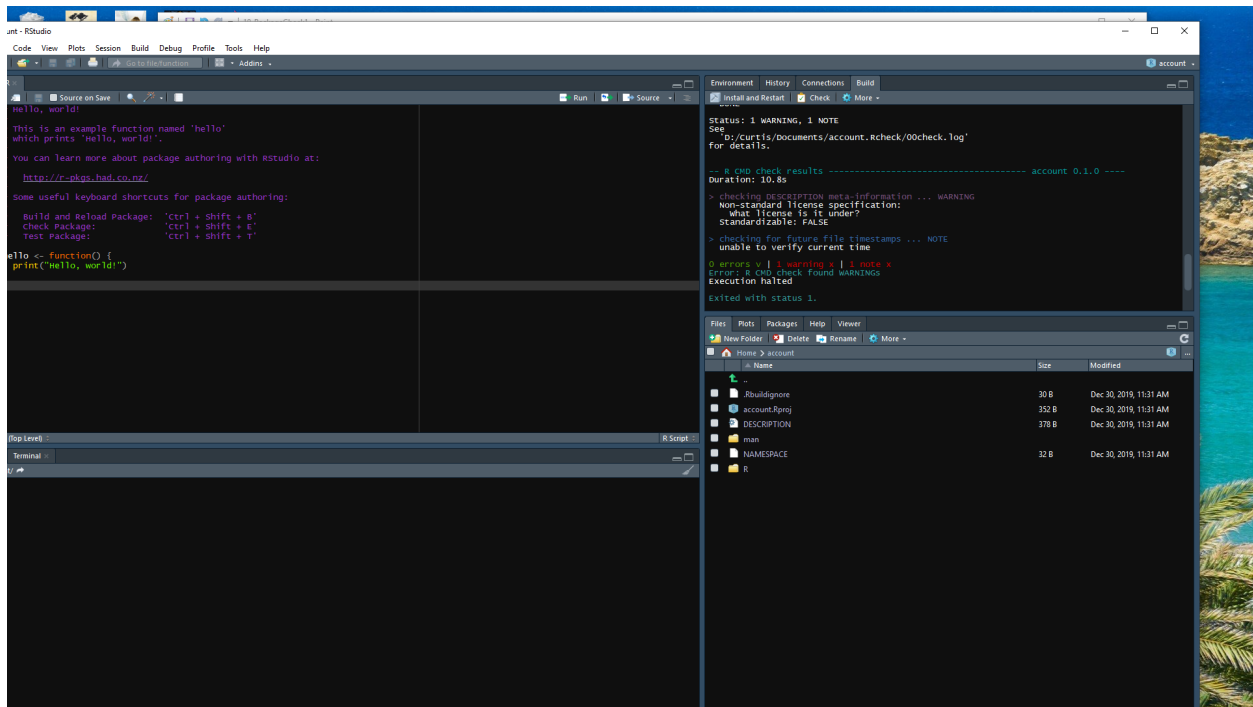 unt - RStudio
Code View Plots Session Build Debug Profile Tools Help
Go to file/function Addins account
Source on Save Run Source
Hello, world!
This is an example function named 'hello'
which prints 'Hello, world!'.
You can learn more about package authoring with RStudio at:
http://r-pkgs.had.co.nz/
Some useful keyboard shortcuts for package authoring:
Build and Reload Package: 'Ctrl + Shift + B'
Check Package: 'Ctrl + Shift + E'
Test Package: 'Ctrl + Shift + T'
ello <- function() {
print("Hello, world!")
(Top Level) R Script
Terminal
Environment History Connections Build
Install and Restart Check More
DONE
Status: 1 WARNING, 1 NOTE
See
'D:/Curtis/Documents/account.Rcheck/00check.log'
for details.
-- R CMD check results ------------------------------------- account 0.1.0 ----
Duration: 10.8s
> checking DESCRIPTION meta-information ... WARNING
Non-standard license specification:
What license is it under?
Standardizable: FALSE
> checking for future file timestamps ... NOTE
unable to verify current time
0 errors v | 1 warning x | 1 note x
Error: R CMD check found WARNINGs
Execution halted
Exited with status 1.
Files Plots Packages Help Viewer
New Folder Delete Rename More
Home account ...
Name Size Modified
..
.Rbuildignore 30 B Dec 30, 2019, 11:31 AM
account.Rproj 352 B Dec 30, 2019, 11:31 AM
DESCRIPTION 378 B Dec 30, 2019, 11:31 AM
man
NAMESPACE 32 B Dec 30, 2019, 11:31 AM
R